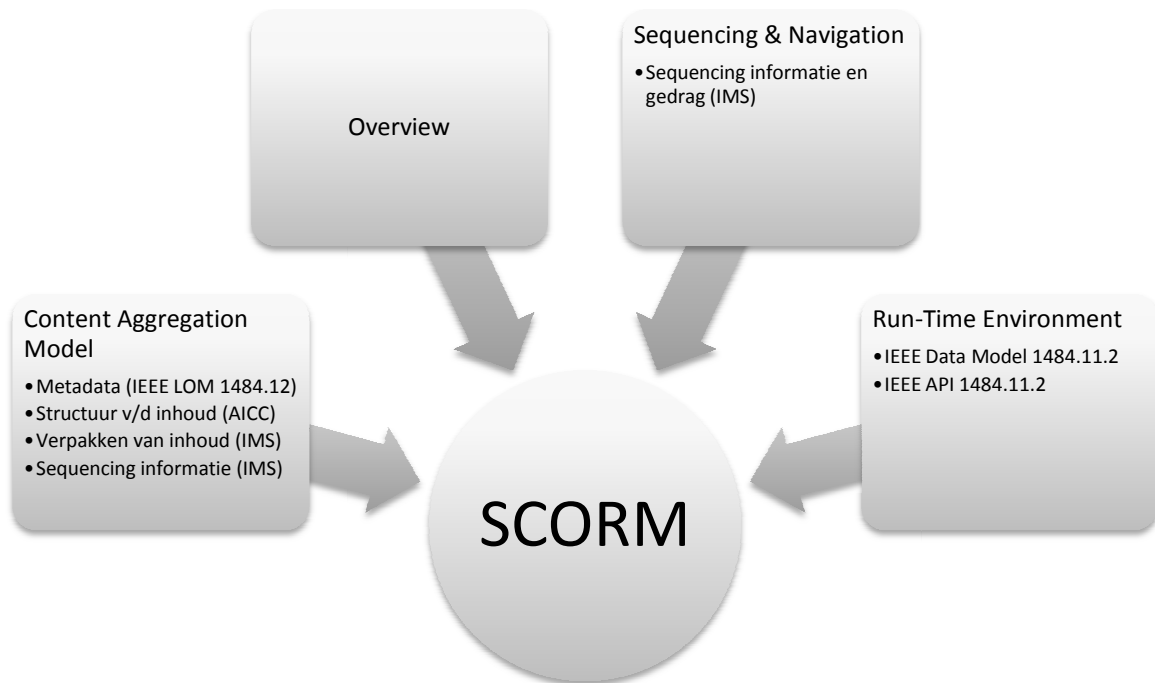 Overview
Sequencing & Navigation
•Sequencing informatie en
gedrag (IMS)
Content Aggregation
Model
•Metadata (IEEE LOM 1484.12)
•Structuur v/d inhoud (AICC)
•Verpakken van inhoud (IMS)
•Sequencing informatie (IMS)
Run-Time Environment
•IEEE Data Model 1484.11.2
•IEEE API 1484.11.2
SCORM